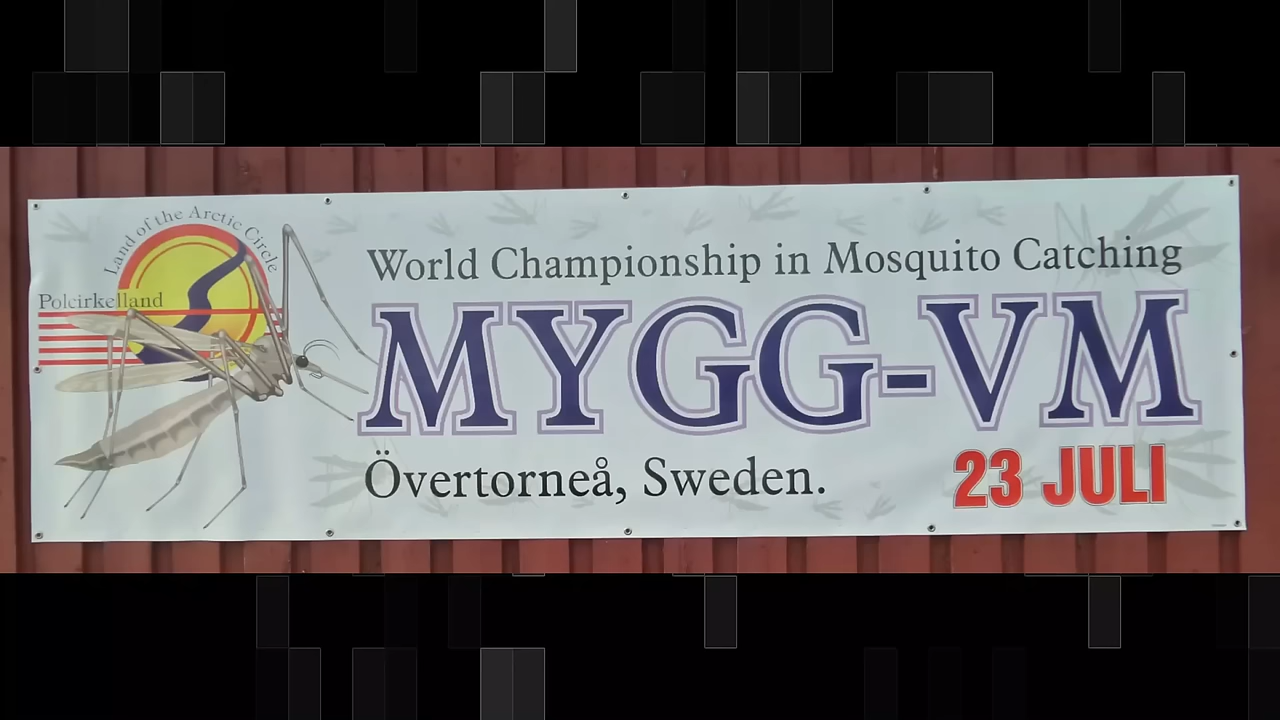 Land of the Arctic Circle
Polcirkelland
World Championship in Mosquito Catching
MYGG-VM
Övertorneå, Sweden.
23 JULI